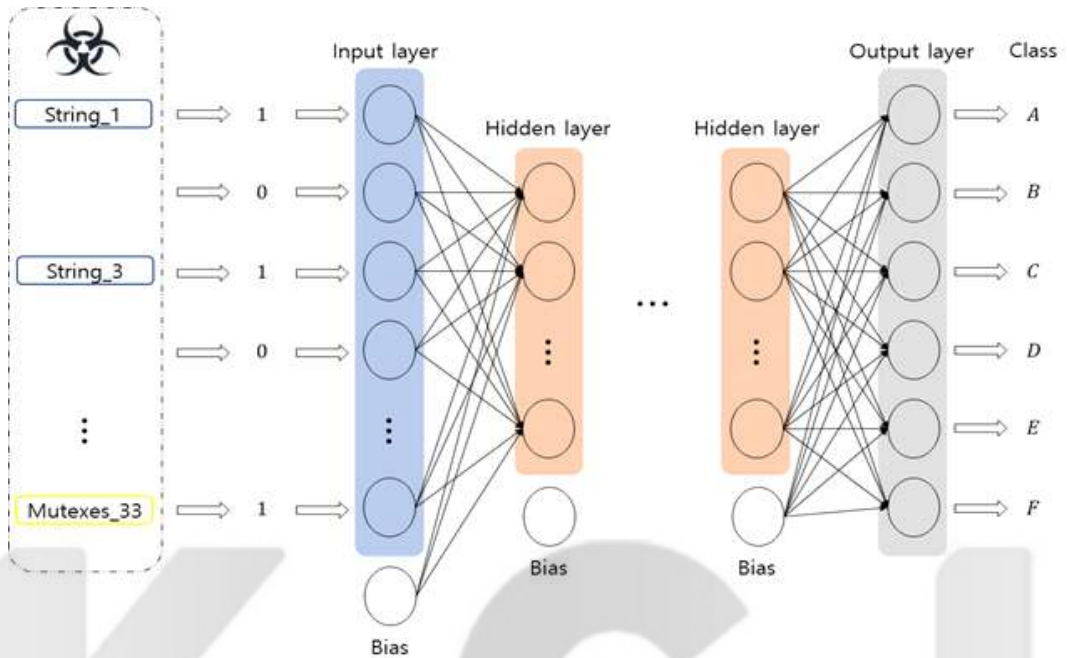 Input layer
Output layer Class
String_1 1 A
Hidden layer Hidden layer
0 B
String_3 1 C
...
0 D
... ... ... ... E
Mutexes_33 1 F
Bias Bias
Bias
K C I